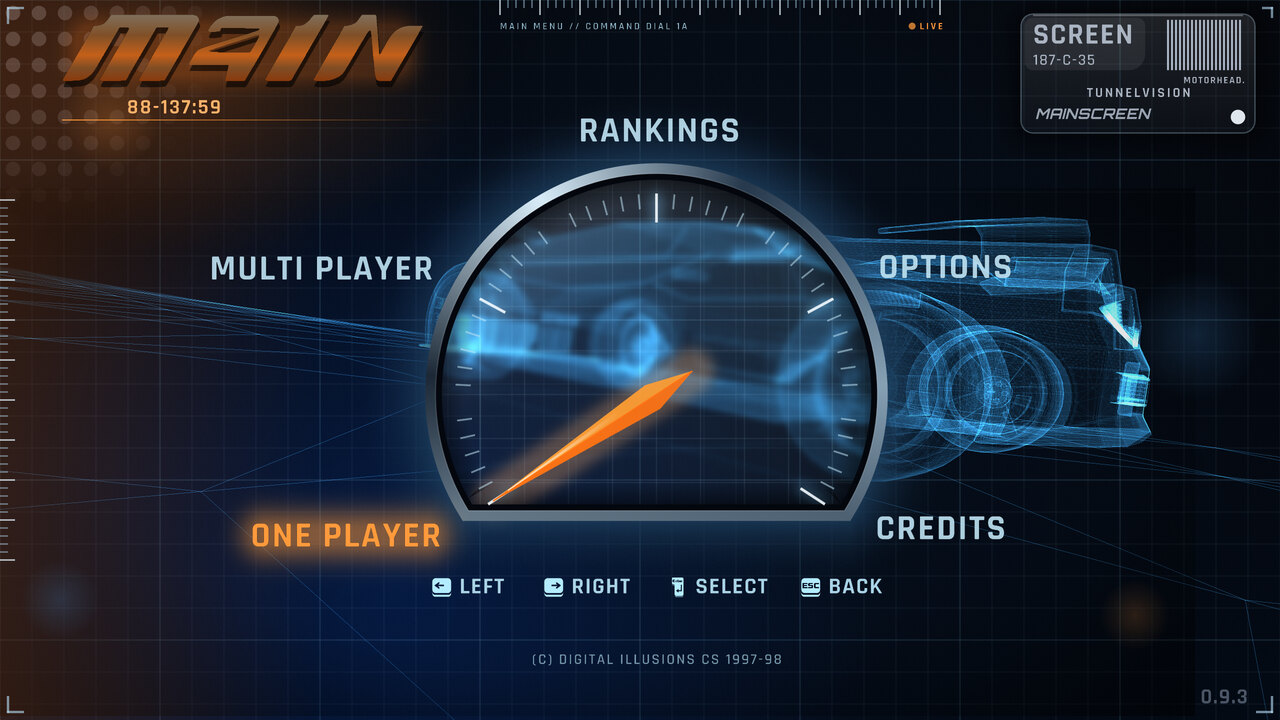 MAIN
88-137:59
MAIN MENU // COMMAND DIAL 1A
LIVE
SCREEN
187-C-35
MOTORHEAD.
TUNNELVISION
MAINSCREEN
RANKINGS
MULTI PLAYER
OPTIONS
ONE PLAYER
CREDITS
LEFT
RIGHT
SELECT
ESC BACK
(C) DIGITAL ILLUSIONS CS 1997-98
0.9.3